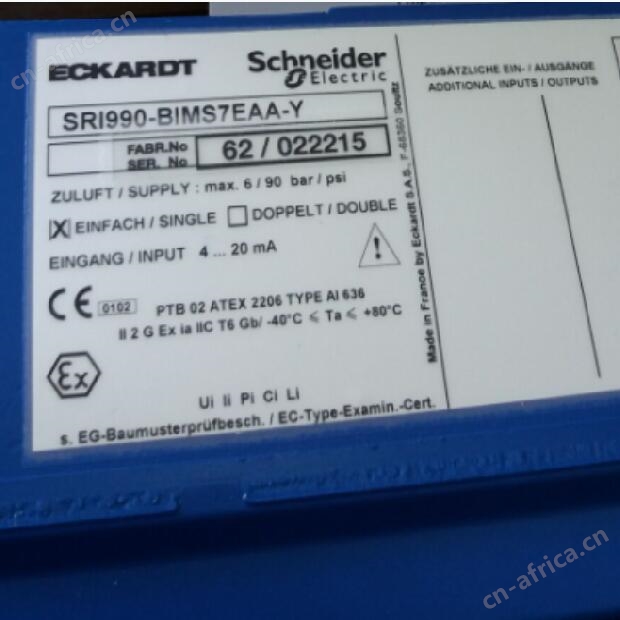 cn-africa.cn
ECKARDT
Schneider
Electric
SRI990-BIMS7EAA-Y
FABR.No
SER. No
62 / 022215
ZULUFT / SUPPLY : max. 6 / 90 bar / psi
X EINFACH / SINGLE DOPPELT / DOUBLE
EINGANG / INPUT 4 ... 20 mA
!
CE 0102 PTB 02 ATEX 2206 TYPE AI 636
II 2 G Ex ia IIC T6 Gb/ -40°C ≤ Ta ≤ +80°C
Ex
Ui Ii Pi Ci Li
s. EG-Baumusterprüfbesch. / EC-Type-Examin.-Cert.
Made in France by Eckardt S.A.S., F-68360 Soultz
ZUSÄTZLICHE EIN- / AUSGÄNGE
ADDITIONAL INPUTS / OUTPUTS
cn-africa.cn